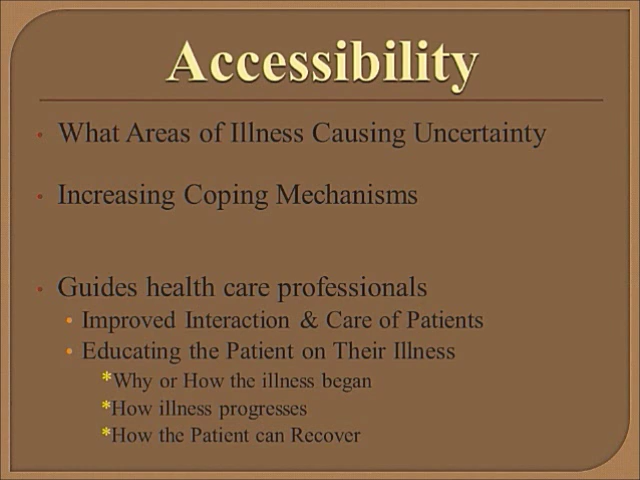 Accessibility
• What Areas of Illness Causing Uncertainty
• Increasing Coping Mechanisms
• Guides health care professionals
• Improved Interaction & Care of Patients
• Educating the Patient on Their Illness
*Why or How the illness began
*How illness progresses
*How the Patient can Recover